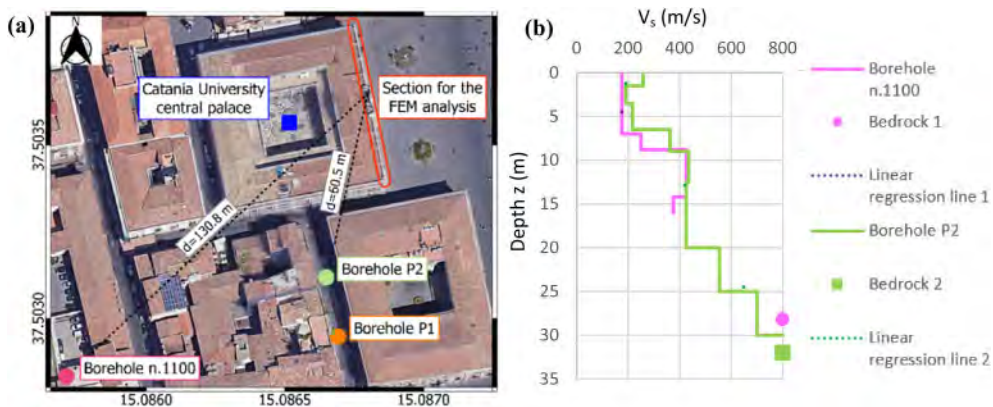 (a)
N
Catania University
central palace
Section for the
FEM analysis
37.5035
37.5030
d=130.8 m
d=60.5 m
Borehole P2
Borehole P1
Borehole n.1100
15.0860
15.0865
15.0870
(b)
Vs (m/s)
0 200 400 600 800
Depth z (m)
0
5
10
15
20
25
30
35
Borehole
n.1100
Bedrock 1
Linear
regression line 1
Borehole P2
Bedrock 2
Linear
regression line 2